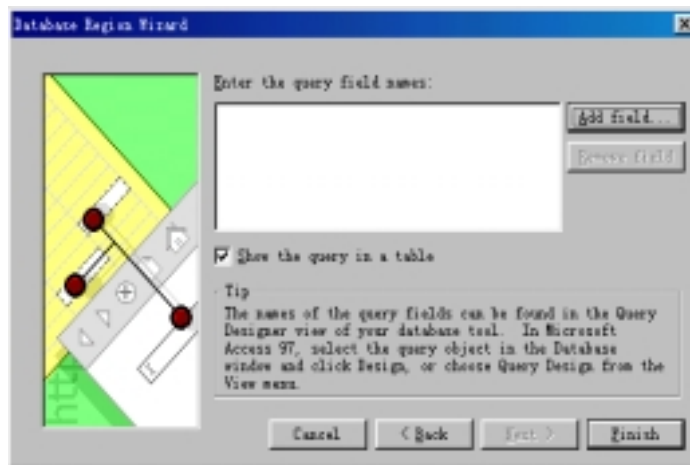 Database Region Wizard
Enter the query field names:
Add field...
Remove field
Show the query in a table
Tip
The names of the query fields can be found in the Query
Designer view of your database tool. In Microsoft
Access 97, select the query object in the Database
window and click Design, or choose Query Design from the
View menu.
http
Cancel
< Back
Next >
Finish